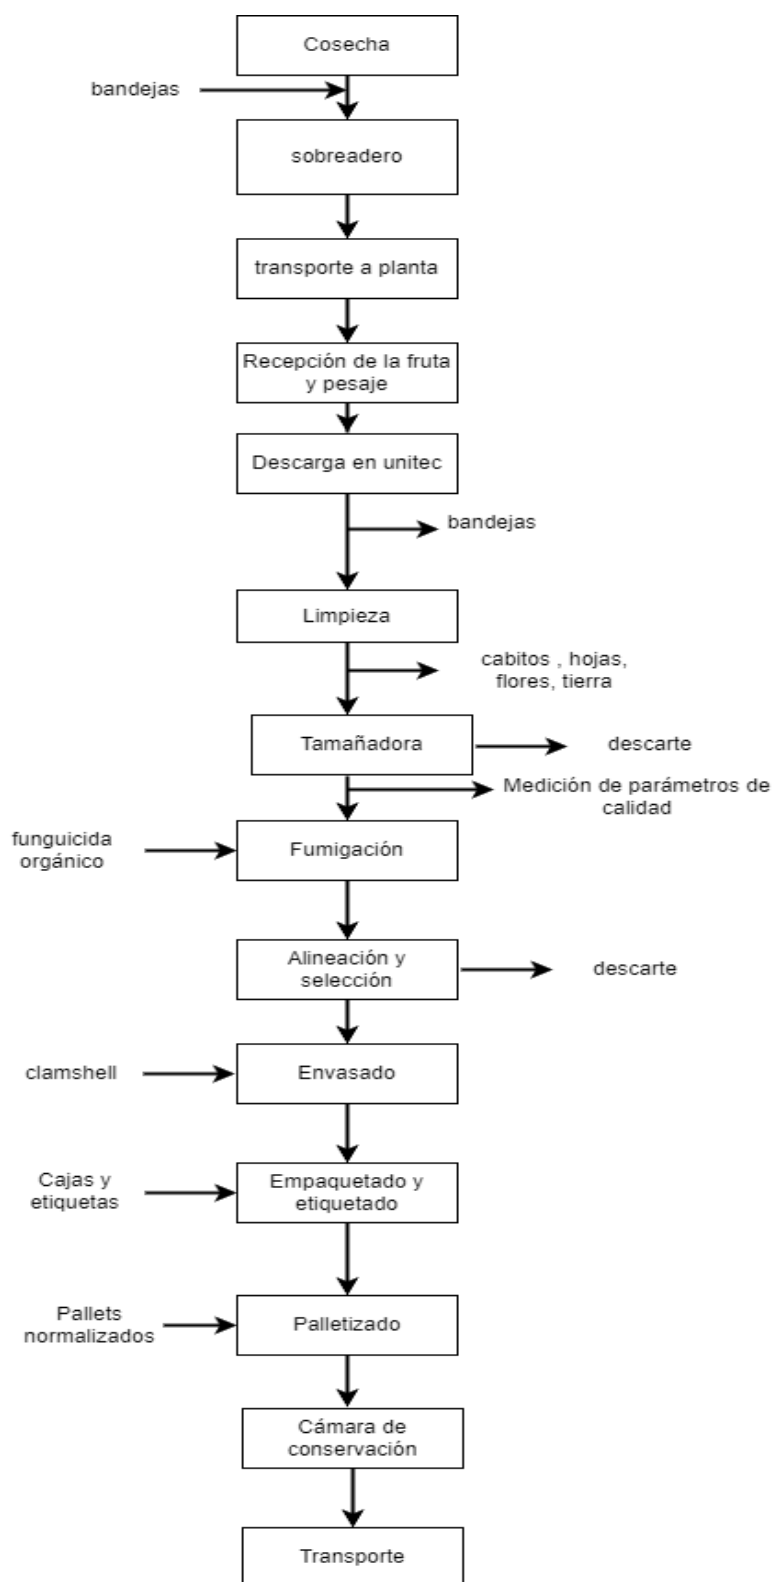 Cosecha
bandejas
sobreadero
transporte a planta
Recepción de la fruta
y pesaje
Descarga en unitec
bandejas
Limpieza
cabitos , hojas,
flores, tierra
Tamañadora
descarte
Medición de parámetros de
calidad
funguicida
orgánico
Fumigación
Alineación y
selección
descarte
clamshell
Envasado
Cajas y
etiquetas
Empaquetado y
etiquetado
Pallets
normalizados
Palletizado
Cámara de
conservación
Transporte